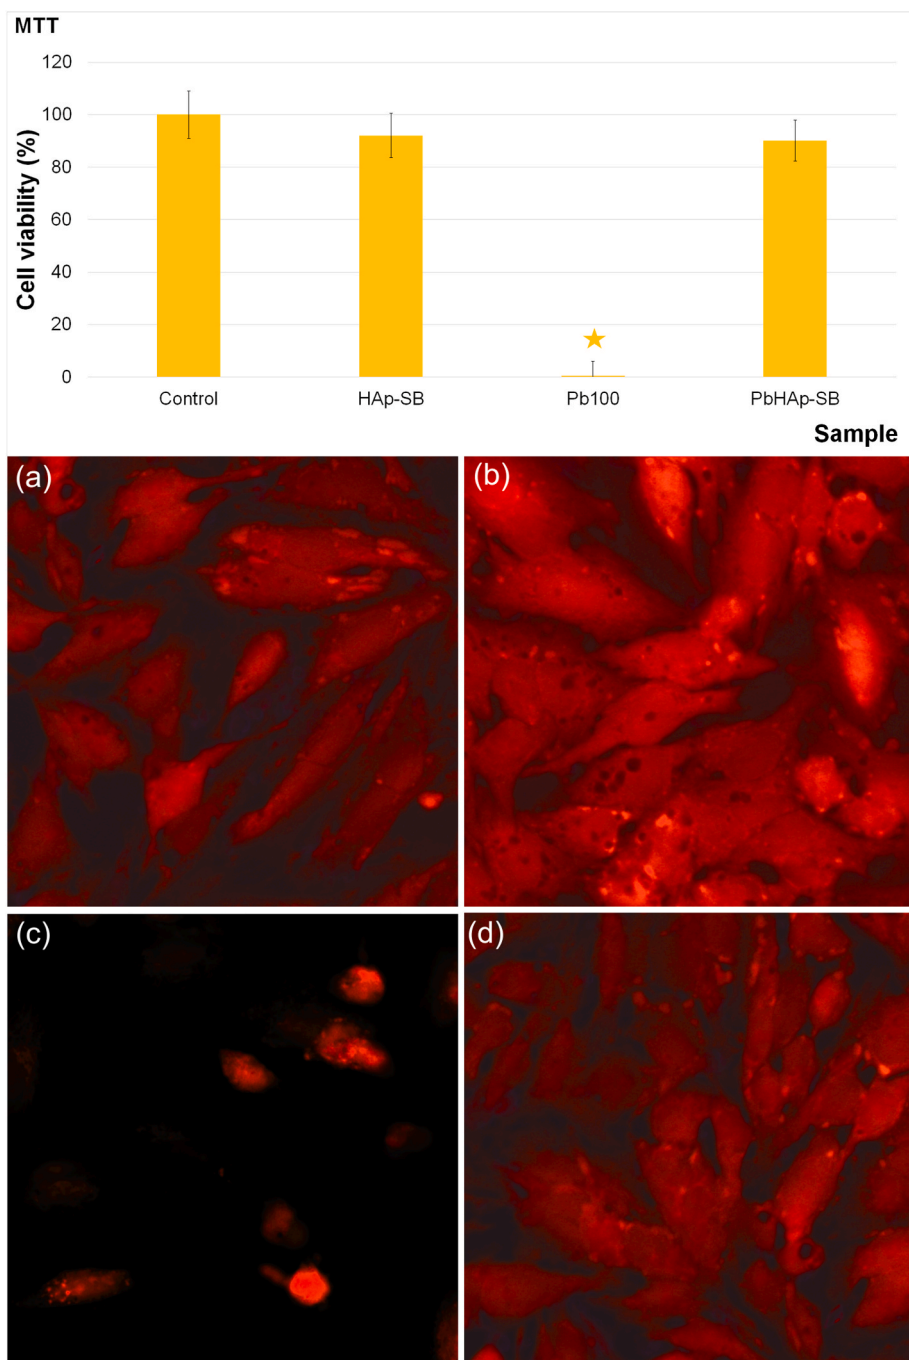 MTT
Cell viability (%)
120
100
80
60
40
20
0
Control HAp-SB Pb100 PbHAp-SB
Sample
(a)
(b)
(c)
(d)